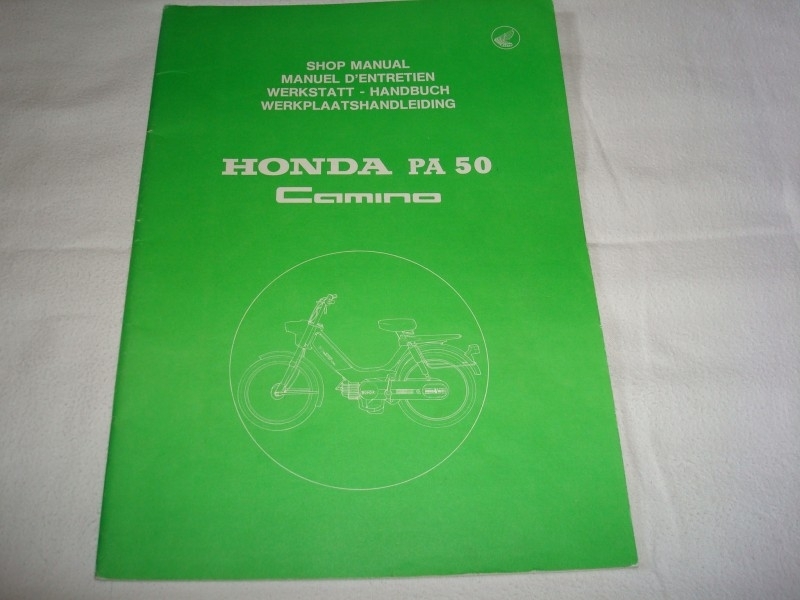 SHOP MANUAL
MANUEL D'ENTRETIEN
WERKSTATT - HANDBUCH
WERKPLAATSHANDLEIDING
HONDA PA 50
Camino